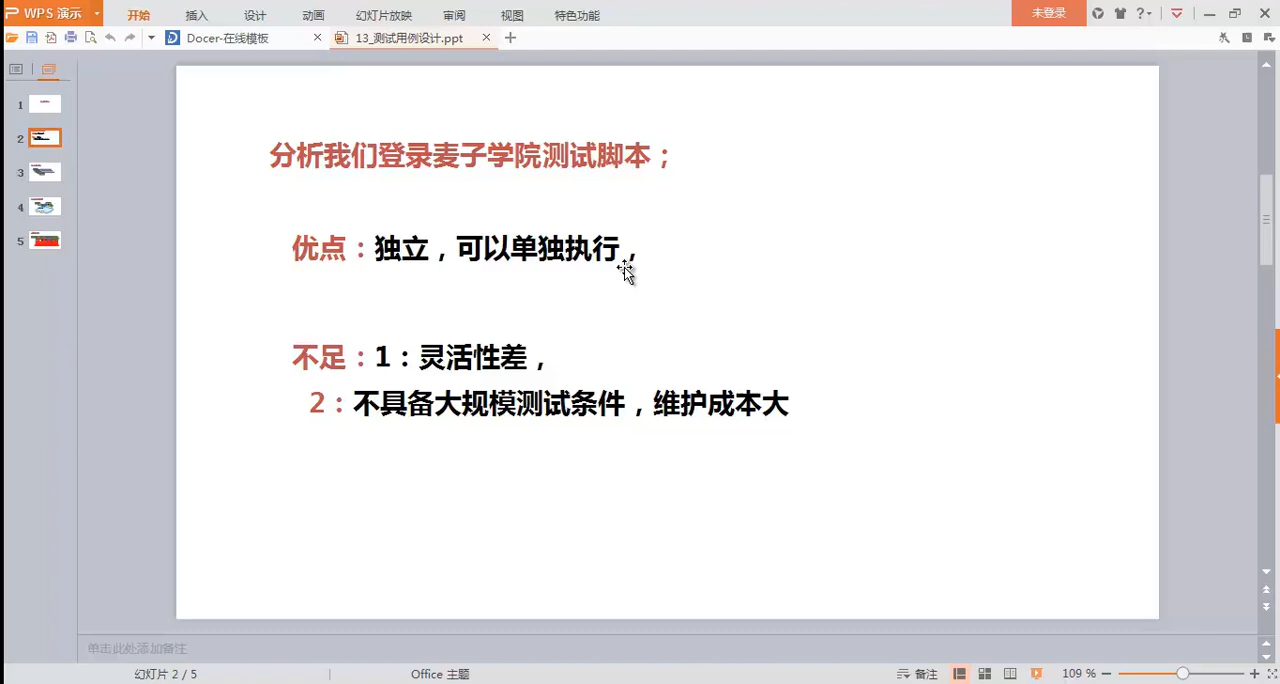 WPS 演示
开始 插入 设计 动画 幻灯片放映 审阅 视图 特色功能
未登录
Docer-在线模板
13_测试用例设计.ppt
分析我们登录麦子学院测试脚本；
优点：独立，可以单独执行，
不足：1：灵活性差，
2：不具备大规模测试条件，维护成本大
1
2
3
4
5
单击此处添加备注
幻灯片 2 / 5
Office 主题
备注
109 %